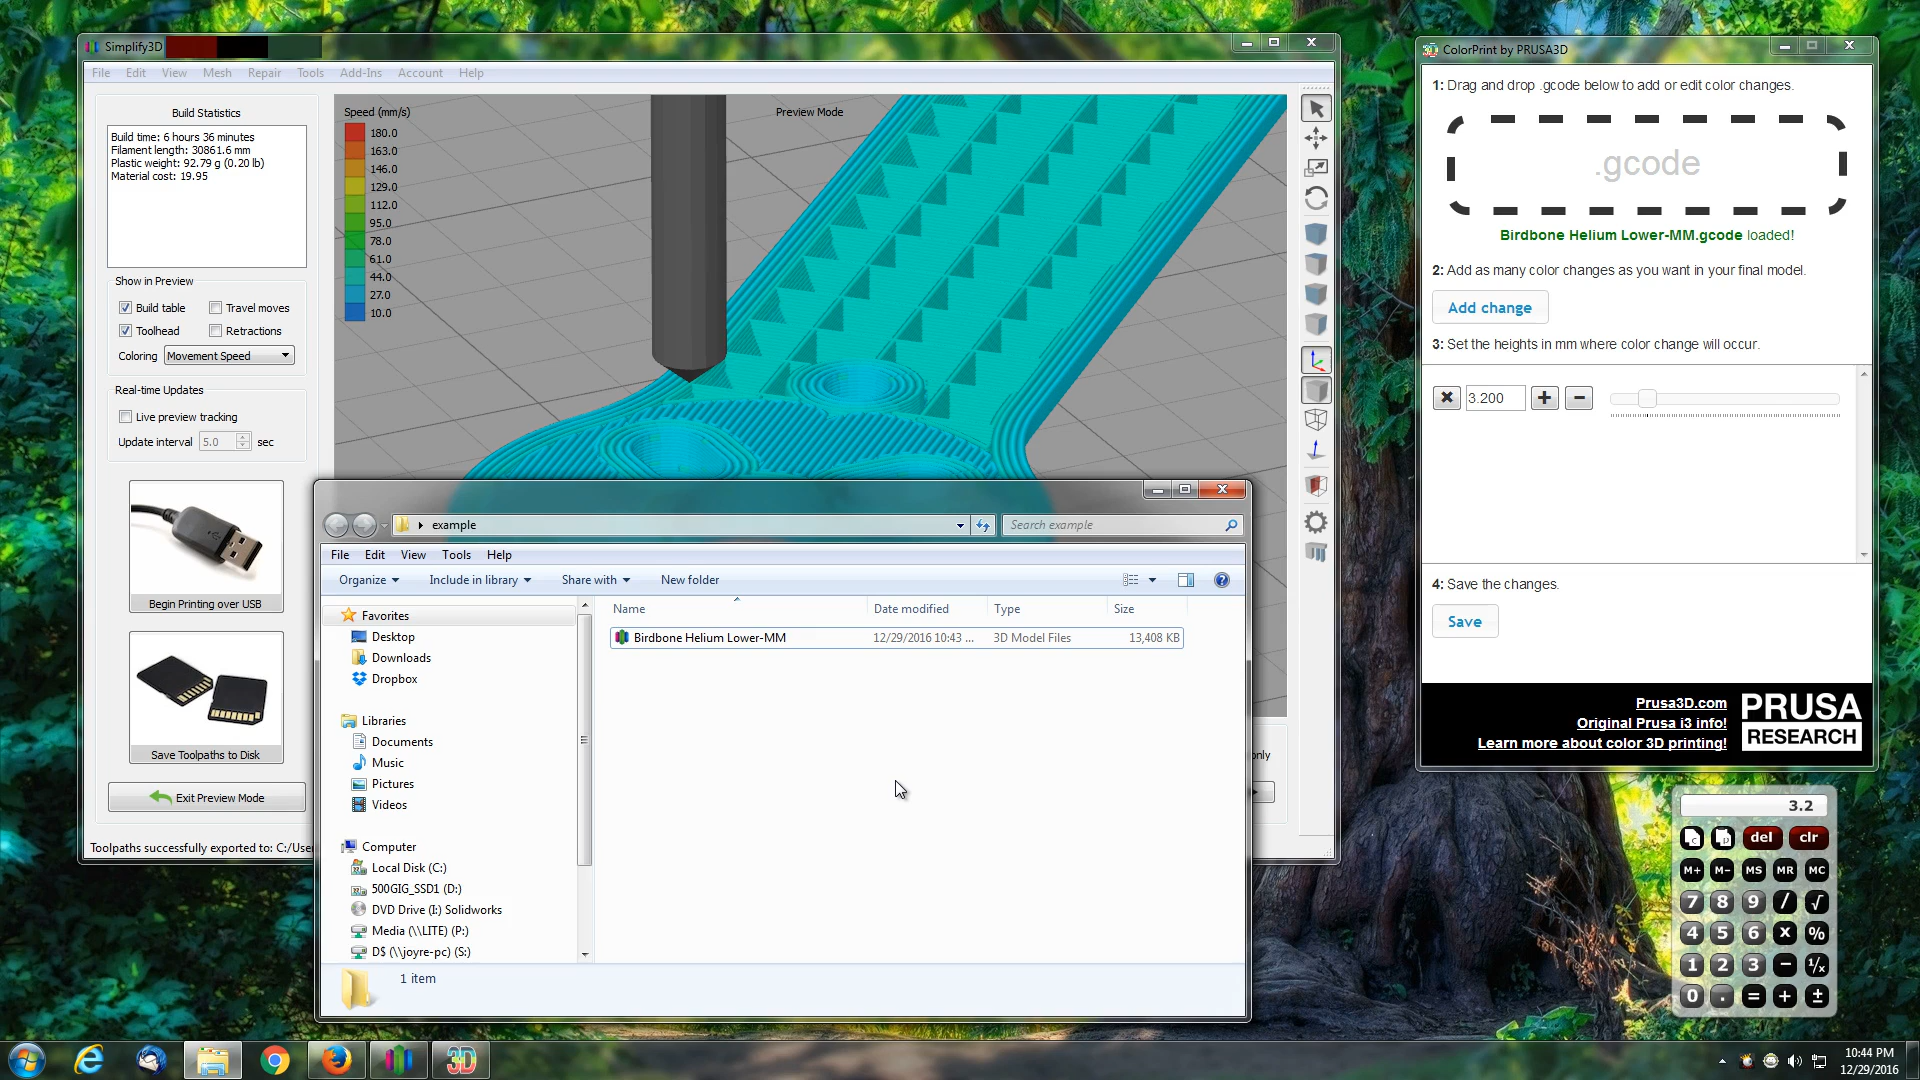 Simplify3D
File Edit View Mesh Repair Tools Add-Ins Account Help
Build Statistics
Build time: 6 hours 36 minutes
Filament length: 30861.6 mm
Plastic weight: 92.79 g (0.20 lb)
Material cost: 19.95
Show in Preview
Build table Travel moves
Toolhead Retractions
Coloring Movement Speed
Real-time Updates
Live preview tracking
Update interval 5.0 sec
Begin Printing over USB
Save Toolpaths to Disk
Exit Preview Mode
Toolpaths successfully exported to: C:/User
Speed (mm/s)
180.0
163.0
146.0
129.0
112.0
95.0
78.0
61.0
44.0
27.0
10.0
Preview Mode
only
example
Search example
File Edit View Tools Help
Organize Include in library Share with New folder
Name Date modified Type Size
Birdbone Helium Lower-MM 12/29/2016 10:43 ... 3D Model Files 13,408 KB
Favorites
Desktop
Downloads
Dropbox
Libraries
Documents
Music
Pictures
Videos
Computer
Local Disk (C:)
500GIG_SSD1 (D:)
DVD Drive (I:) Solidworks
Media (\\LITE) (P:)
D$ (\\joyre-pc) (S:)
1 item
ColorPrint by PRUSA3D
1: Drag and drop .gcode below to add or edit color changes.
.gcode
Birdbone Helium Lower-MM.gcode loaded!
2: Add as many color changes as you want in your final model.
Add change
3: Set the heights in mm where color change will occur.
3.200
4: Save the changes.
Save
Prusa3D.com
Original Prusa i3 info!
Learn more about color 3D printing!
PRUSA
RESEARCH
3.2
c p del clr
M+ M- MS MR MC
7 8 9 / √
4 5 6 x %
1 2 3 - 1/x
0 . = + ±
3D
10:44 PM
12/29/2016